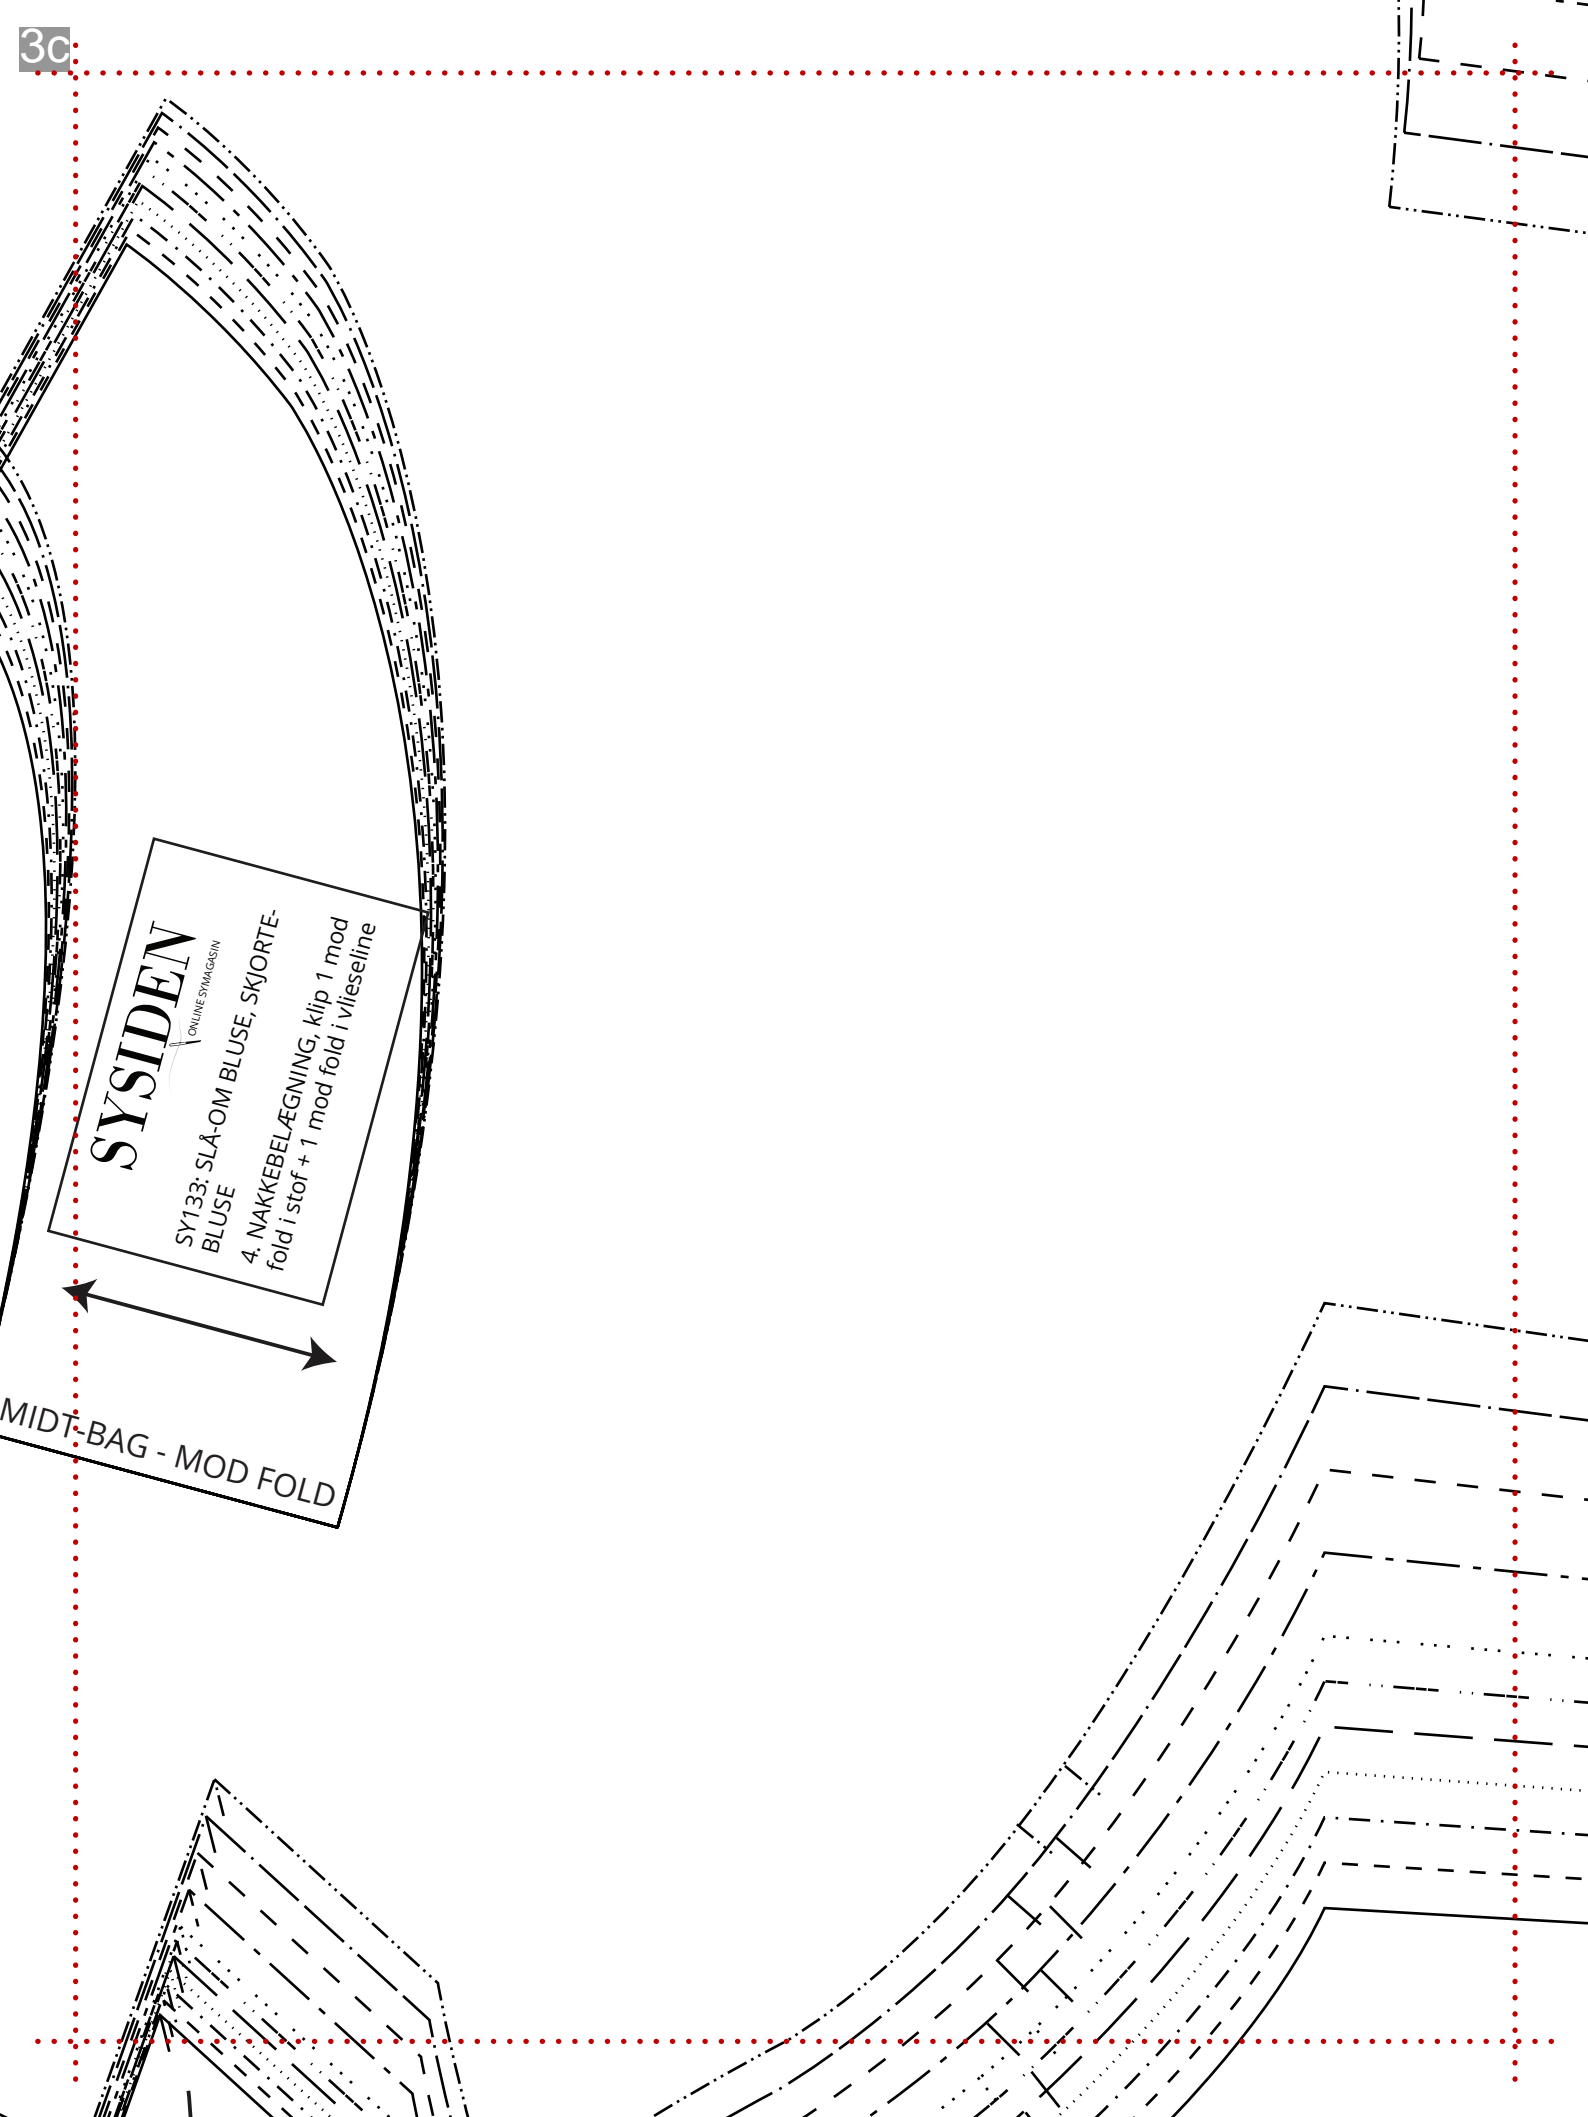 3c
SYSIDEN
ONLINE SYMAGASIN
SY133: SLÅ-OM BLUSE, SKJORTE-
BLUSE
4. NAKKEBELÆGNING, klip 1 mod
fold i stof + 1 mod fold i vlieseline
MIDT-BAG - MOD FOLD